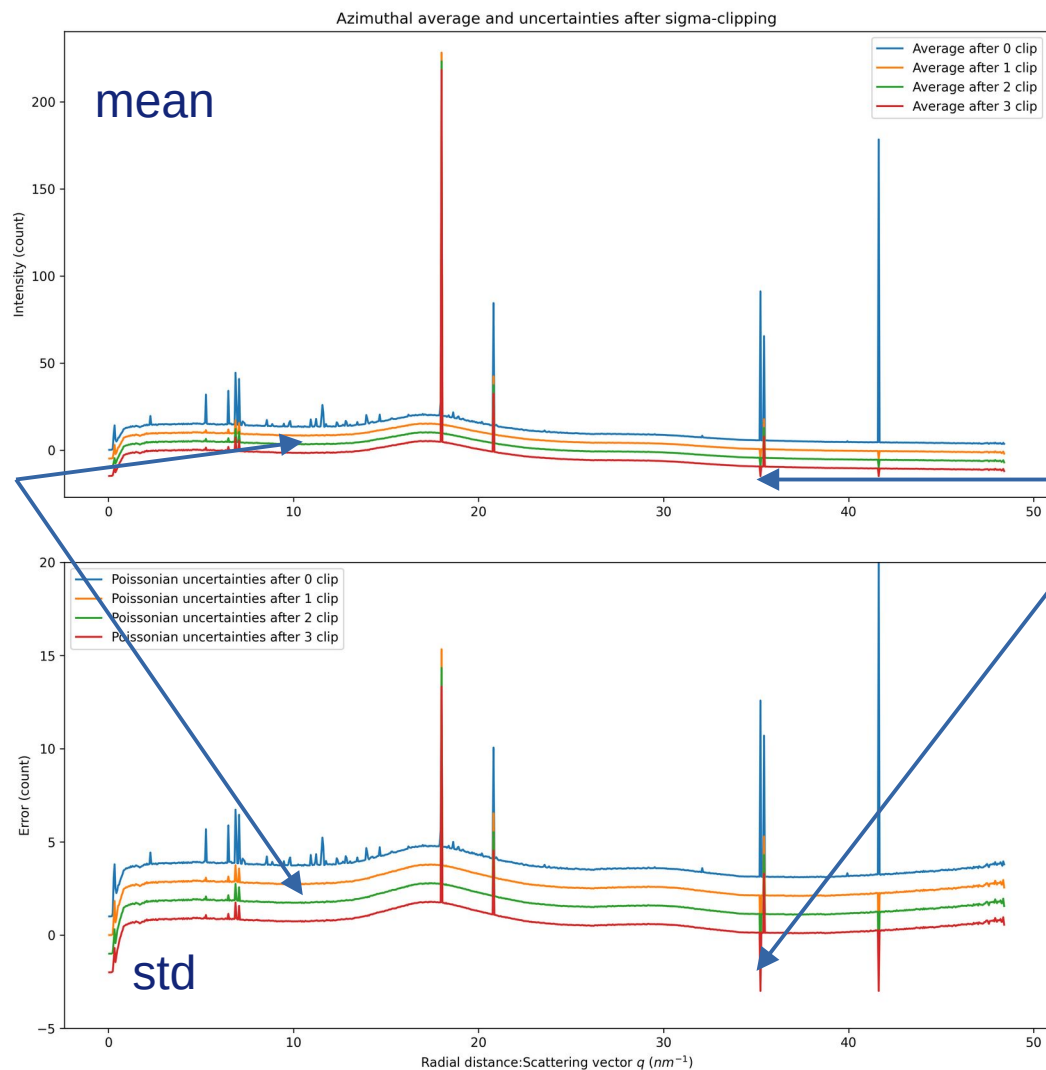 Azimuthal average and uncertainties after sigma-clipping
mean
Average after 0 clip
Average after 1 clip
Average after 2 clip
Average after 3 clip
Intensity (count)
200
150
100
50
0
0 10 20 30 40 50
Poissonian uncertainties after 0 clip
Poissonian uncertainties after 1 clip
Poissonian uncertainties after 2 clip
Poissonian uncertainties after 3 clip
Error (count)
20
15
10
5
0
−5
std
0 10 20 30 40 50
Radial distance:Scattering vector q (nm⁻¹)